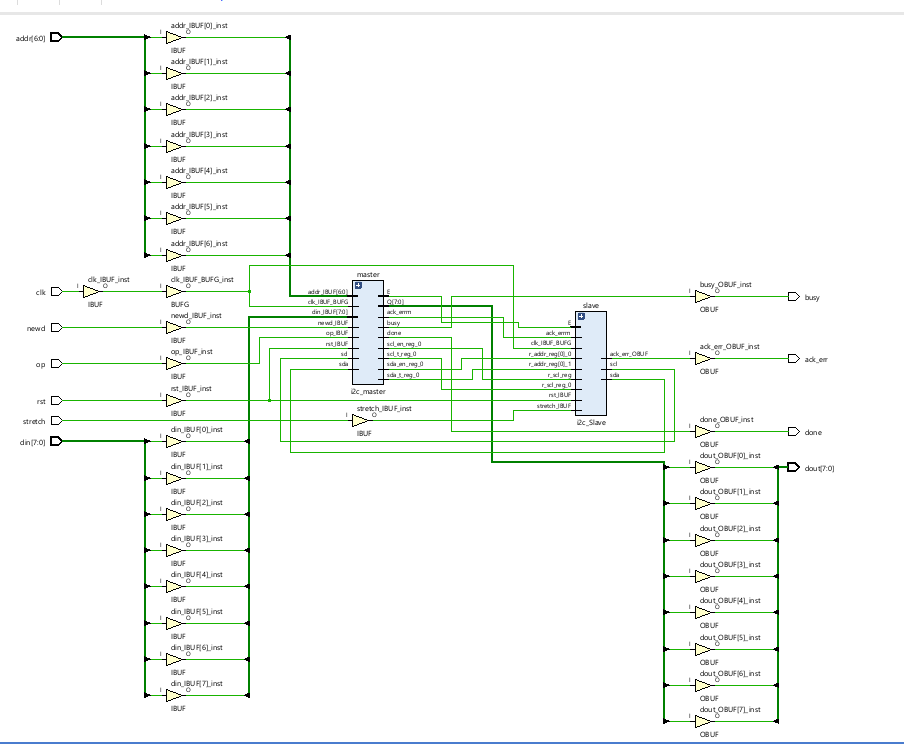 addr[6:0]
addr_IBUF[0]_inst
I
O
IBUF
addr_IBUF[1]_inst
I
O
IBUF
addr_IBUF[2]_inst
I
O
IBUF
addr_IBUF[3]_inst
I
O
IBUF
addr_IBUF[4]_inst
I
O
IBUF
addr_IBUF[5]_inst
I
O
IBUF
addr_IBUF[6]_inst
I
O
IBUF
clk
clk_IBUF_inst
I
O
IBUF
clk_IBUF_BUFG_inst
I
O
BUFG
newd
newd_IBUF_inst
I
O
IBUF
op
op_IBUF_inst
I
O
IBUF
rst
rst_IBUF_inst
I
O
IBUF
stretch
stretch_IBUF_inst
I
O
IBUF
din[7:0]
din_IBUF[0]_inst
I
O
IBUF
din_IBUF[1]_inst
I
O
IBUF
din_IBUF[2]_inst
I
O
IBUF
din_IBUF[3]_inst
I
O
IBUF
din_IBUF[4]_inst
I
O
IBUF
din_IBUF[5]_inst
I
O
IBUF
din_IBUF[6]_inst
I
O
IBUF
din_IBUF[7]_inst
I
O
IBUF
master
addr_IBUF[6:0]
clk_IBUF_BUFG
din_IBUF[7:0]
newd_IBUF
op_IBUF
rst_IBUF
sd
sda
E
Q[7:0]
ack_errm
busy
done
scl_en_reg_0
scl_t_reg_0
sda_en_reg_0
sda_t_reg_0
i2c_master
slave
E
ack_errm
clk_IBUF_BUFG
r_addr_reg[0]_0
r_addr_reg[0]_1
r_scl_reg
r_scl_reg_0
rst_IBUF
stretch_IBUF
ack_err_OBUF
scl
sda
i2c_Slave
busy_OBUF_inst
I
O
OBUF
busy
ack_err_OBUF_inst
I
O
OBUF
ack_err
done_OBUF_inst
I
O
OBUF
done
dout_OBUF[0]_inst
I
O
OBUF
dout[7:0]
dout_OBUF[1]_inst
I
O
OBUF
dout_OBUF[2]_inst
I
O
OBUF
dout_OBUF[3]_inst
I
O
OBUF
dout_OBUF[4]_inst
I
O
OBUF
dout_OBUF[5]_inst
I
O
OBUF
dout_OBUF[6]_inst
I
O
OBUF
dout_OBUF[7]_inst
I
O
OBUF